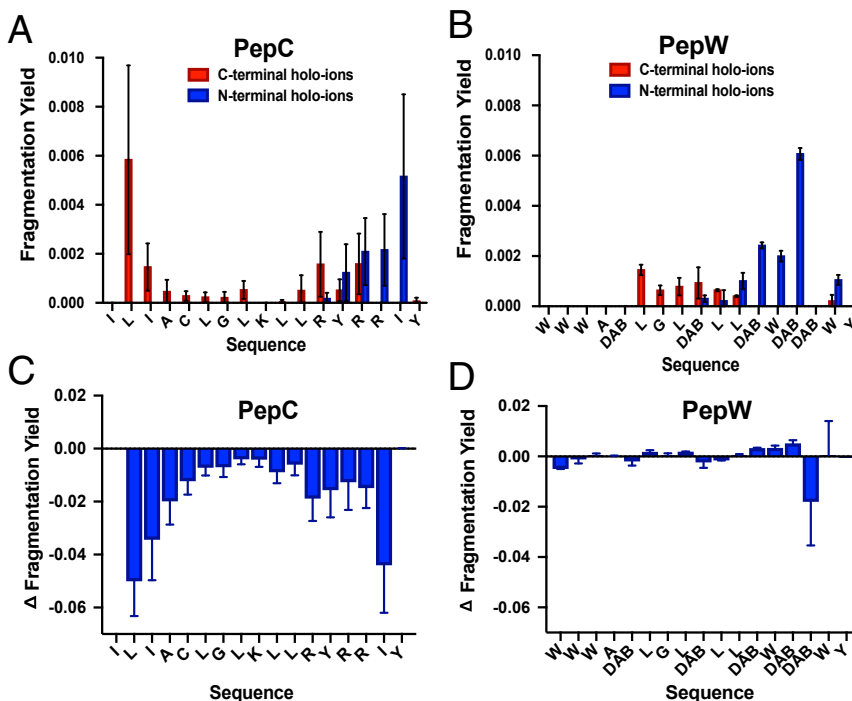 A
PepC
C-terminal holo-ions
N-terminal holo-ions
Fragmentation Yield
0.010
0.008
0.006
0.004
0.002
0.000
I L I A C L G L K L L R Y R R I Y
Sequence
B
PepW
C-terminal holo-ions
N-terminal holo-ions
Fragmentation Yield
0.010
0.008
0.006
0.004
0.002
0.000
W W W A DAB L G L DAB L L DAB W DAB DAB W Y
Sequence
C
PepC
Δ Fragmentation Yield
0.02
0.00
-0.02
-0.04
-0.06
I L I A C L G L K L L R Y R R I Y
Sequence
D
PepW
Δ Fragmentation Yield
0.02
0.00
-0.02
-0.04
-0.06
W W W A DAB L G L DAB L L DAB W DAB DAB W Y
Sequence